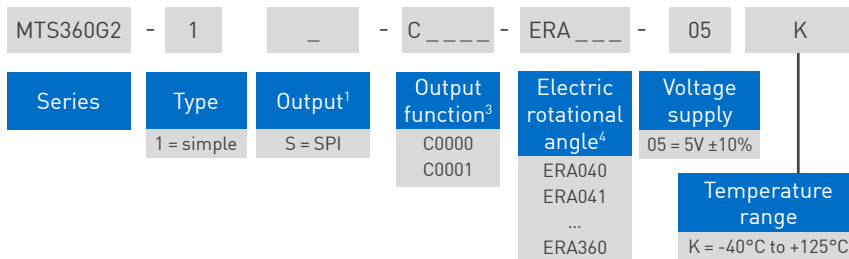 MTS360G2 - 1 _ - C _ _ _ _ - ERA _ _ _ - 05 K
Series
Type
1 = simple
Output¹
S = SPI
Output
function³
C0000
C0001
Electric
rotational
angle⁴
ERA040
ERA041
...
ERA360
Voltage
supply
05 = 5V ±10%
Temperature
range
K = -40°C to +125°C